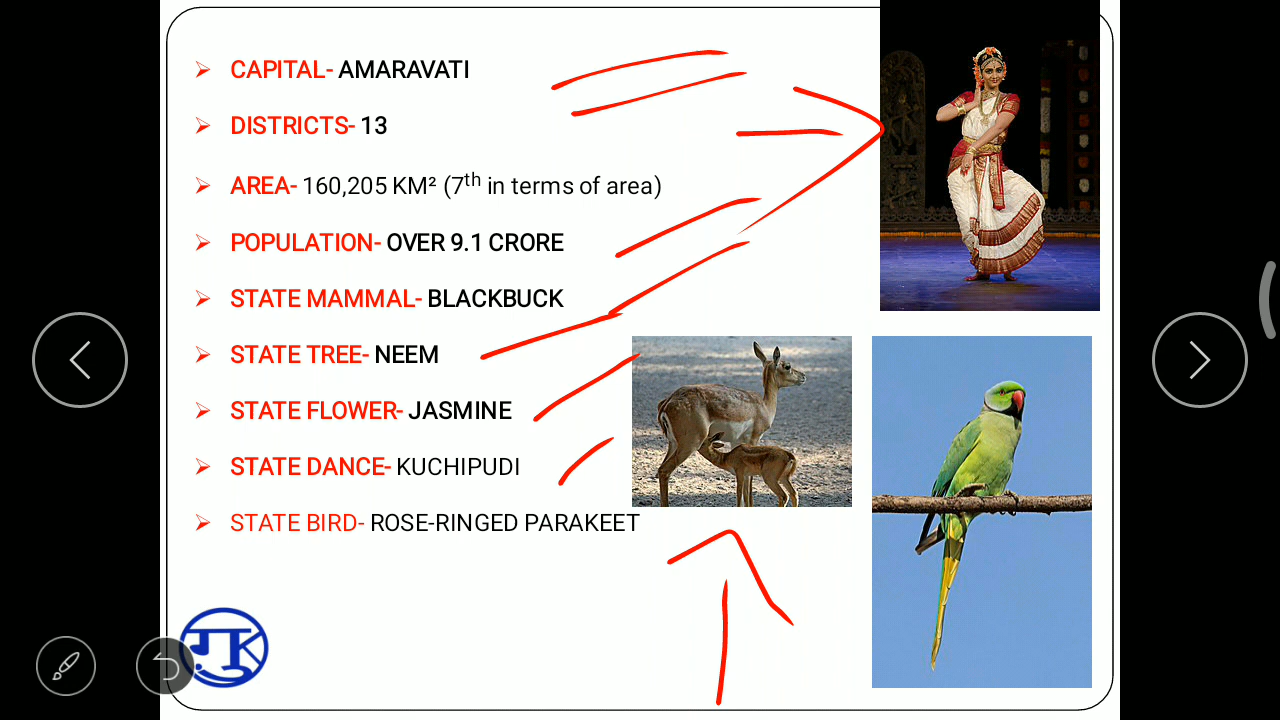 CAPITAL- AMARAVATI
DISTRICTS- 13
AREA- 160,205 KM² (7th in terms of area)
POPULATION- OVER 9.1 CRORE
STATE MAMMAL- BLACKBUCK
STATE TREE- NEEM
STATE FLOWER- JASMINE
STATE DANCE- KUCHIPUDI
STATE BIRD- ROSE-RINGED PARAKEET